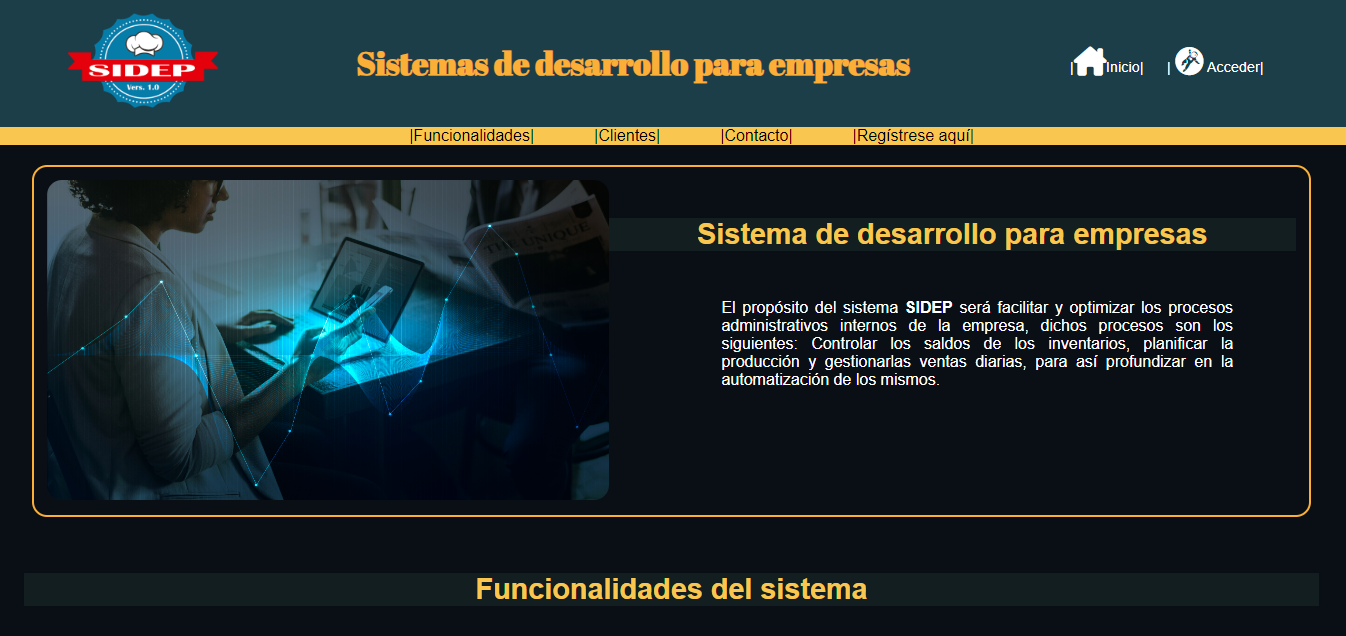 SIDEP
Vers. 1.0
Sistemas de desarrollo para empresas
|Inicio|
|Acceder|
|Funcionalidades| |Clientes| |Contacto| |Regístrese aquí|
THE UNIQUE
Sistema de desarrollo para empresas
El propósito del sistema SIDEP será facilitar y optimizar los procesos
administrativos internos de la empresa, dichos procesos son los
siguientes: Controlar los saldos de los inventarios, planificar la
producción y gestionarlas ventas diarias, para así profundizar en la
automatización de los mismos.
Funcionalidades del sistema